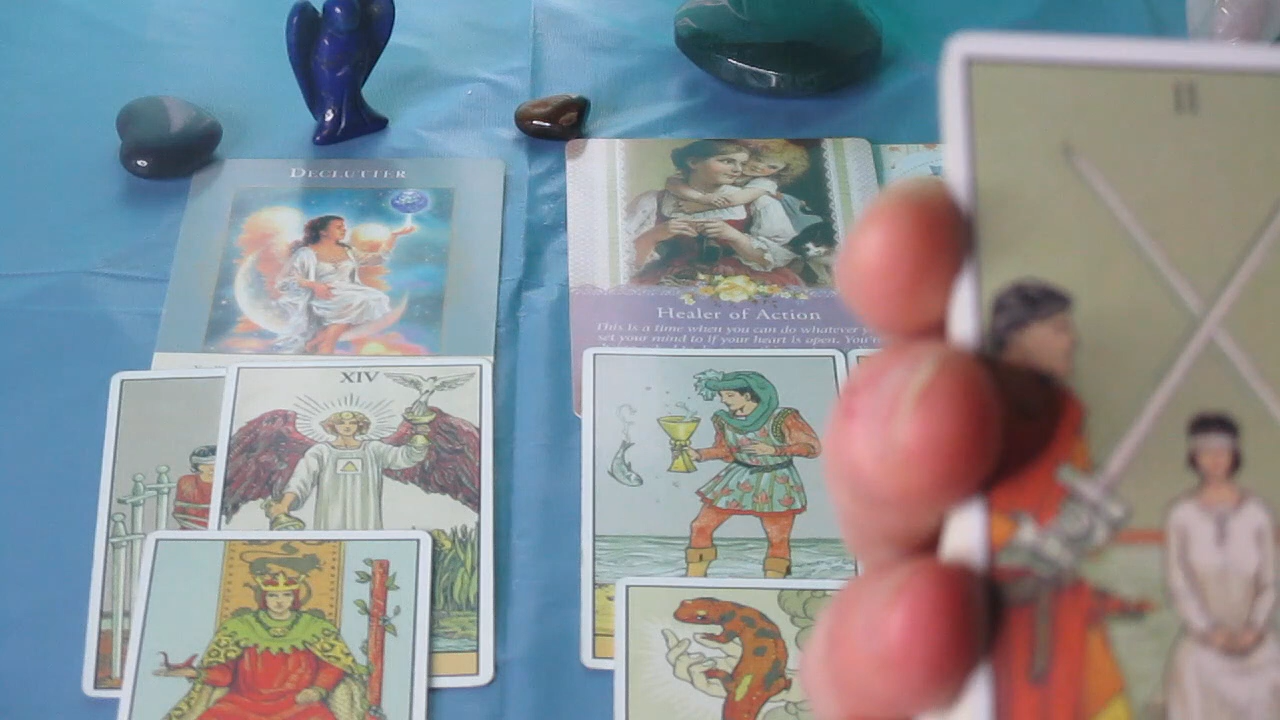 II
DECLUTTER
Healer of Action
This is a time when you can do whatever
set your mind to if your heart is open. You're
XIV